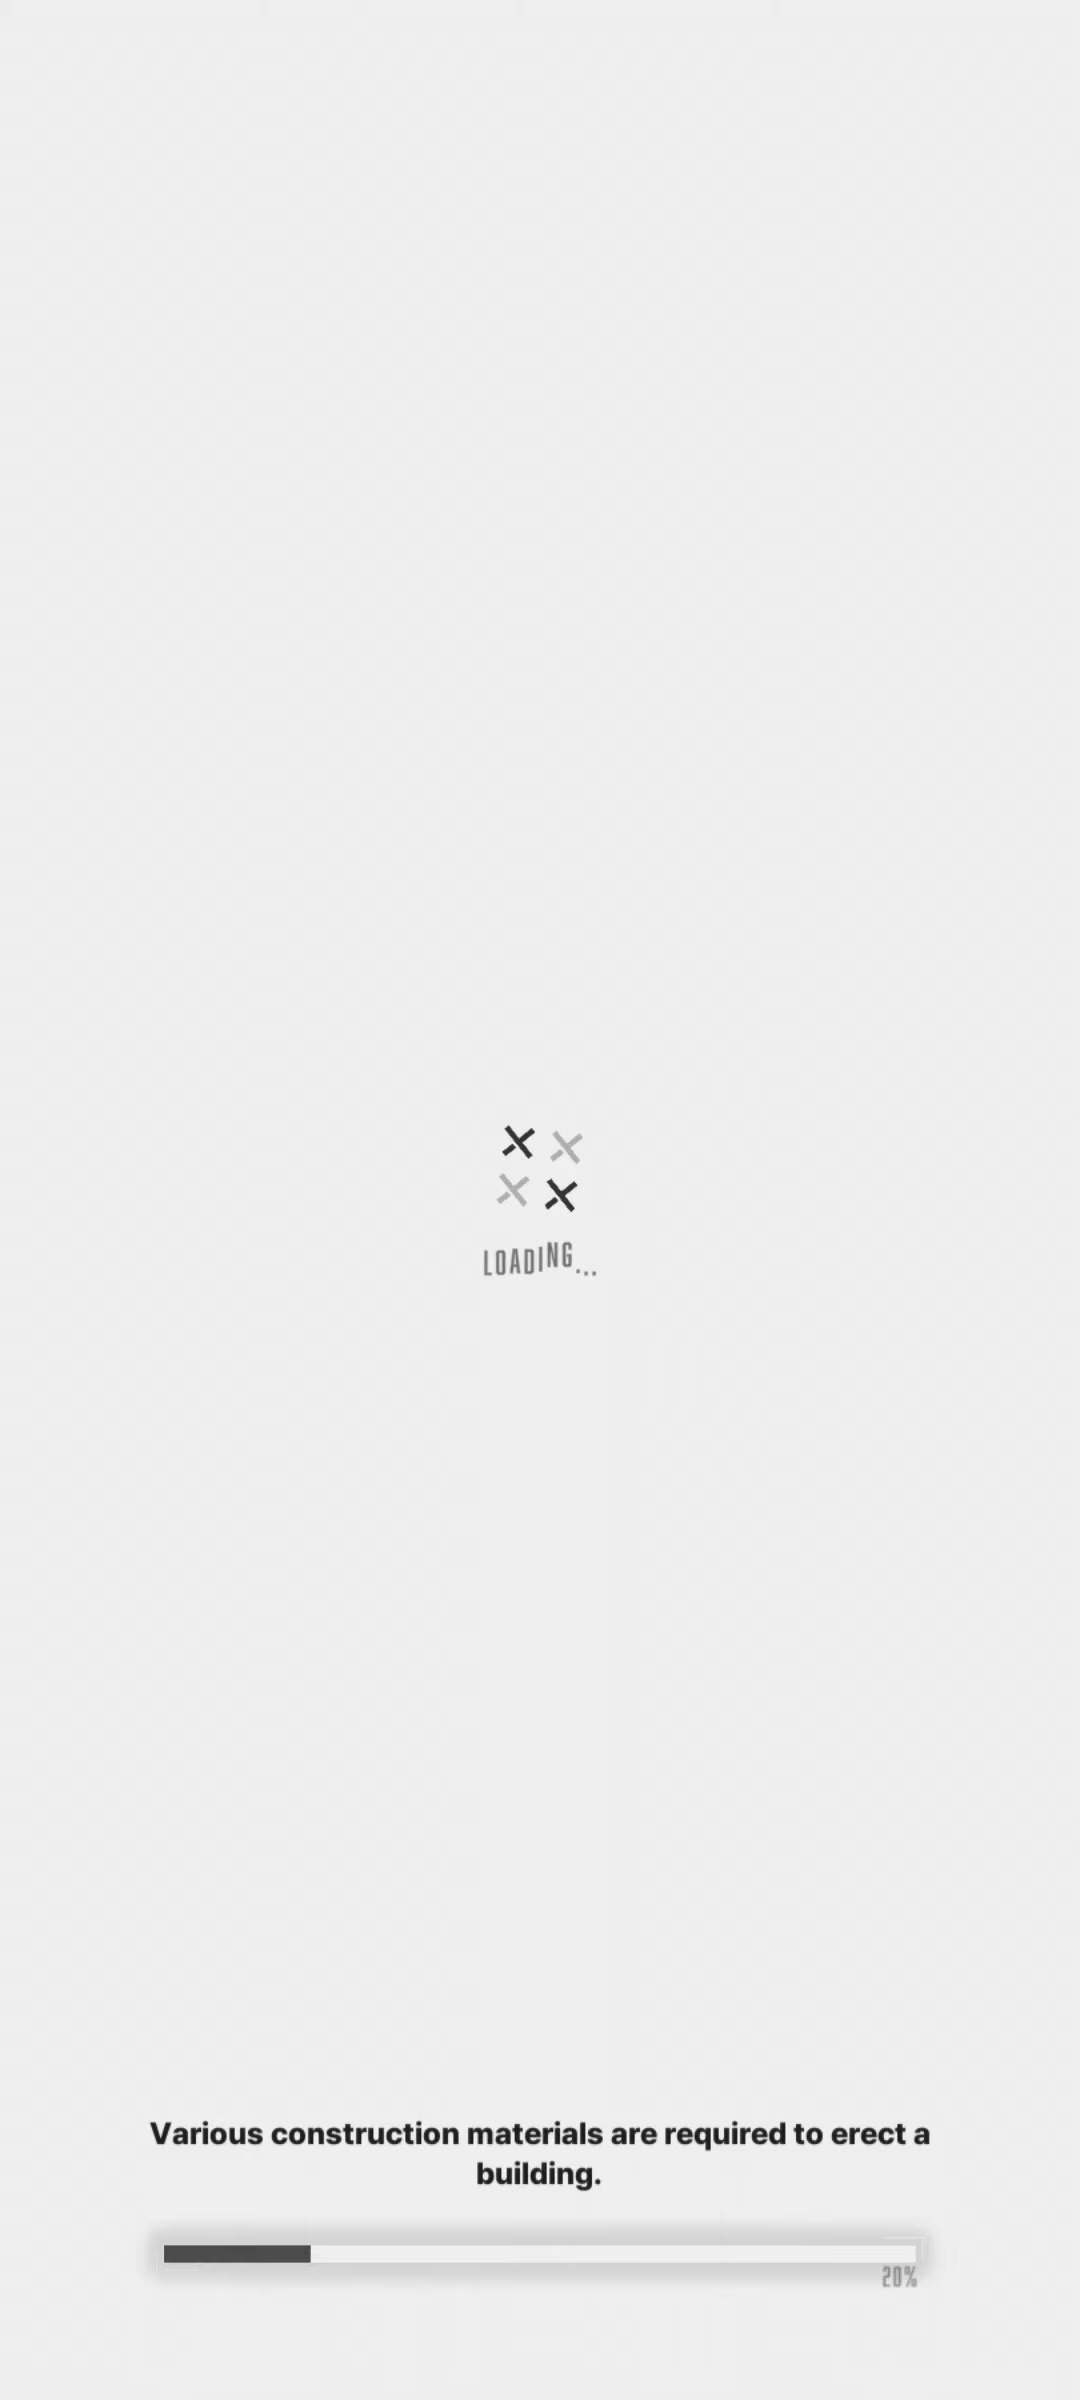 LOADING...
Various construction materials are required to erect a
building.
20%